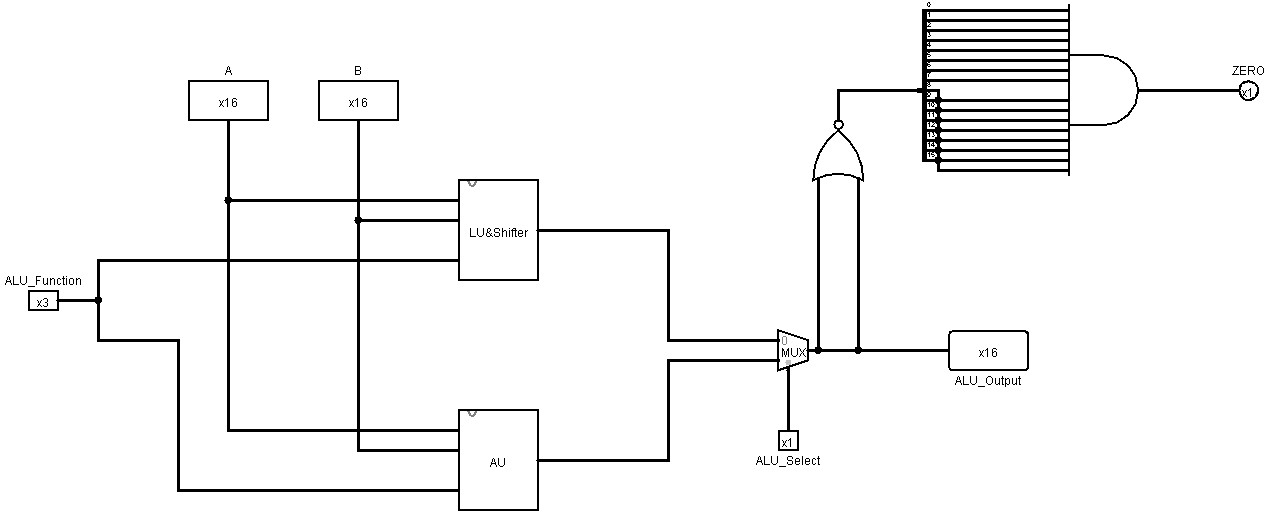 0
1
2
3
4
5
6
7
8
9
10
11
12
13
14
15
ZERO
x1
A
B
x16
x16
LU&Shifter
ALU_Function
x3
0
MUX
x16
ALU_Output
x1
ALU_Select
AU